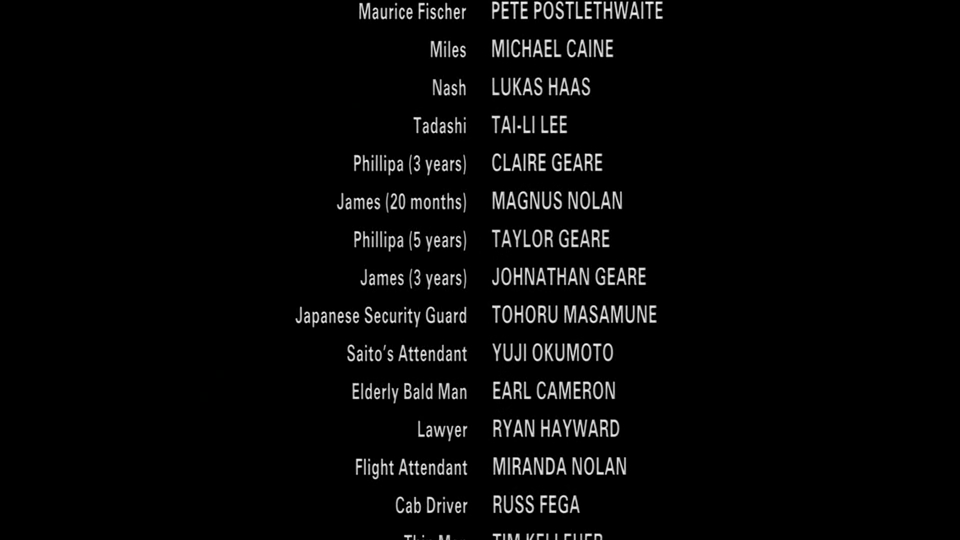 Maurice Fischer PETE POSTLETHWAITE
Miles MICHAEL CAINE
Nash LUKAS HAAS
Tadashi TAI-LI LEE
Phillipa (3 years) CLAIRE GEARE
James (20 months) MAGNUS NOLAN
Phillipa (5 years) TAYLOR GEARE
James (3 years) JOHNATHAN GEARE
Japanese Security Guard TOHORU MASAMUNE
Saito's Attendant YUJI OKUMOTO
Elderly Bald Man EARL CAMERON
Lawyer RYAN HAYWARD
Flight Attendant MIRANDA NOLAN
Cab Driver RUSS FEGA
TIM KELLEHER